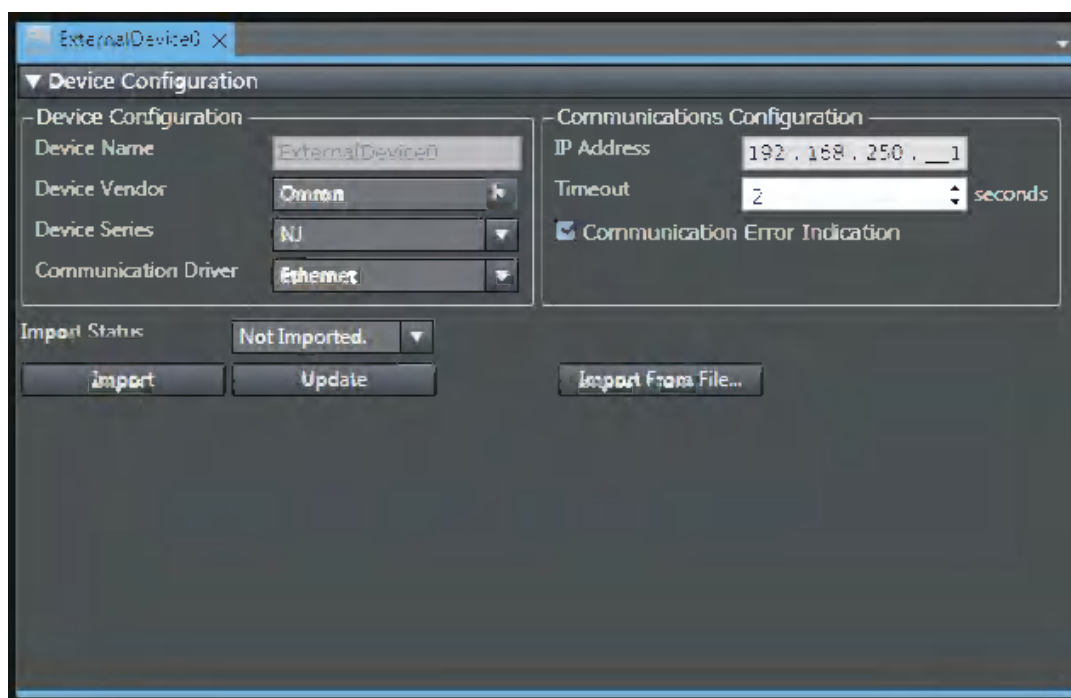 ExternalDevice0
Device Configuration
Device Configuration
Device Name ExternalDevice0
Device Vendor Omron
Device Series NJ
Communication Driver Ethernet
Communications Configuration
IP Address 192 . 168 . 250 . __1
Timeout 2 seconds
Communication Error Indication
Import Status Not Imported.
Import Update Import From File...